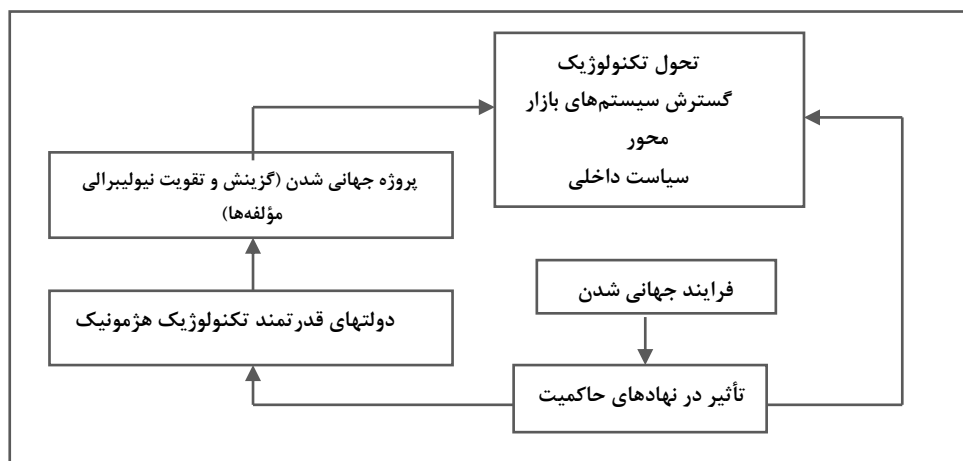 تحول تکنولوژیک
گسترش سیستم‌های بازار
محور
سیاست داخلی
پروژه جهانی شدن (گزینش و تقویت نیولیبرالی
مؤلفه‌ها)
فرایند جهانی شدن
دولتهای قدرتمند تکنولوژیک هژمونیک
تأثیر در نهادهای حاکمیت